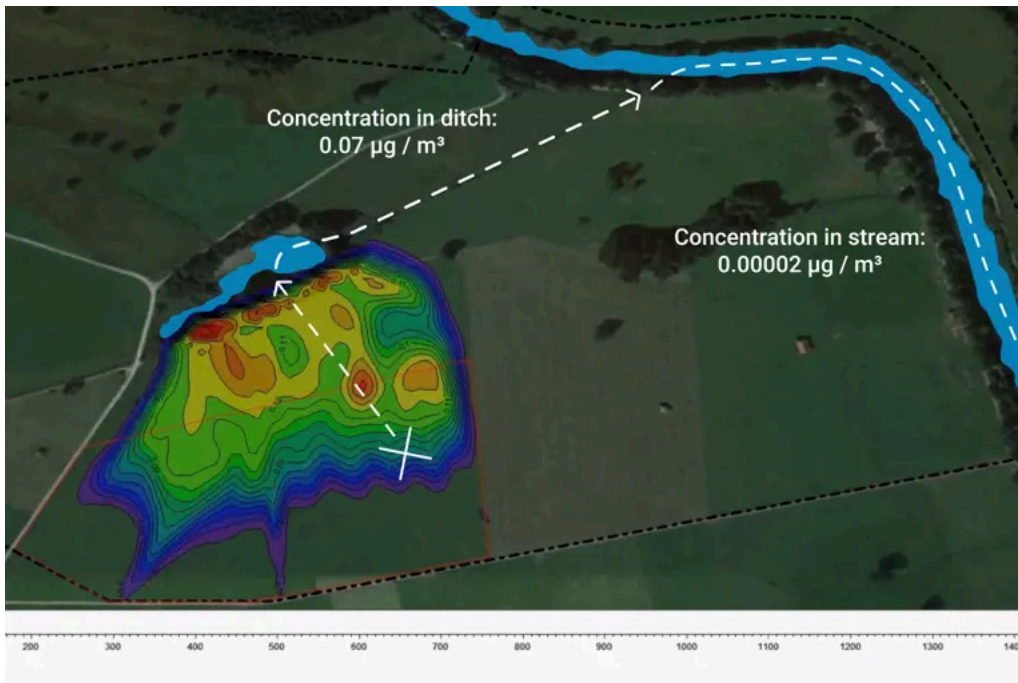 Concentration in ditch:
0.07 µg / m³
Concentration in stream:
0.00002 µg / m³
200 300 400 500 600 700 800 900 1000 1100 1200 1300 140